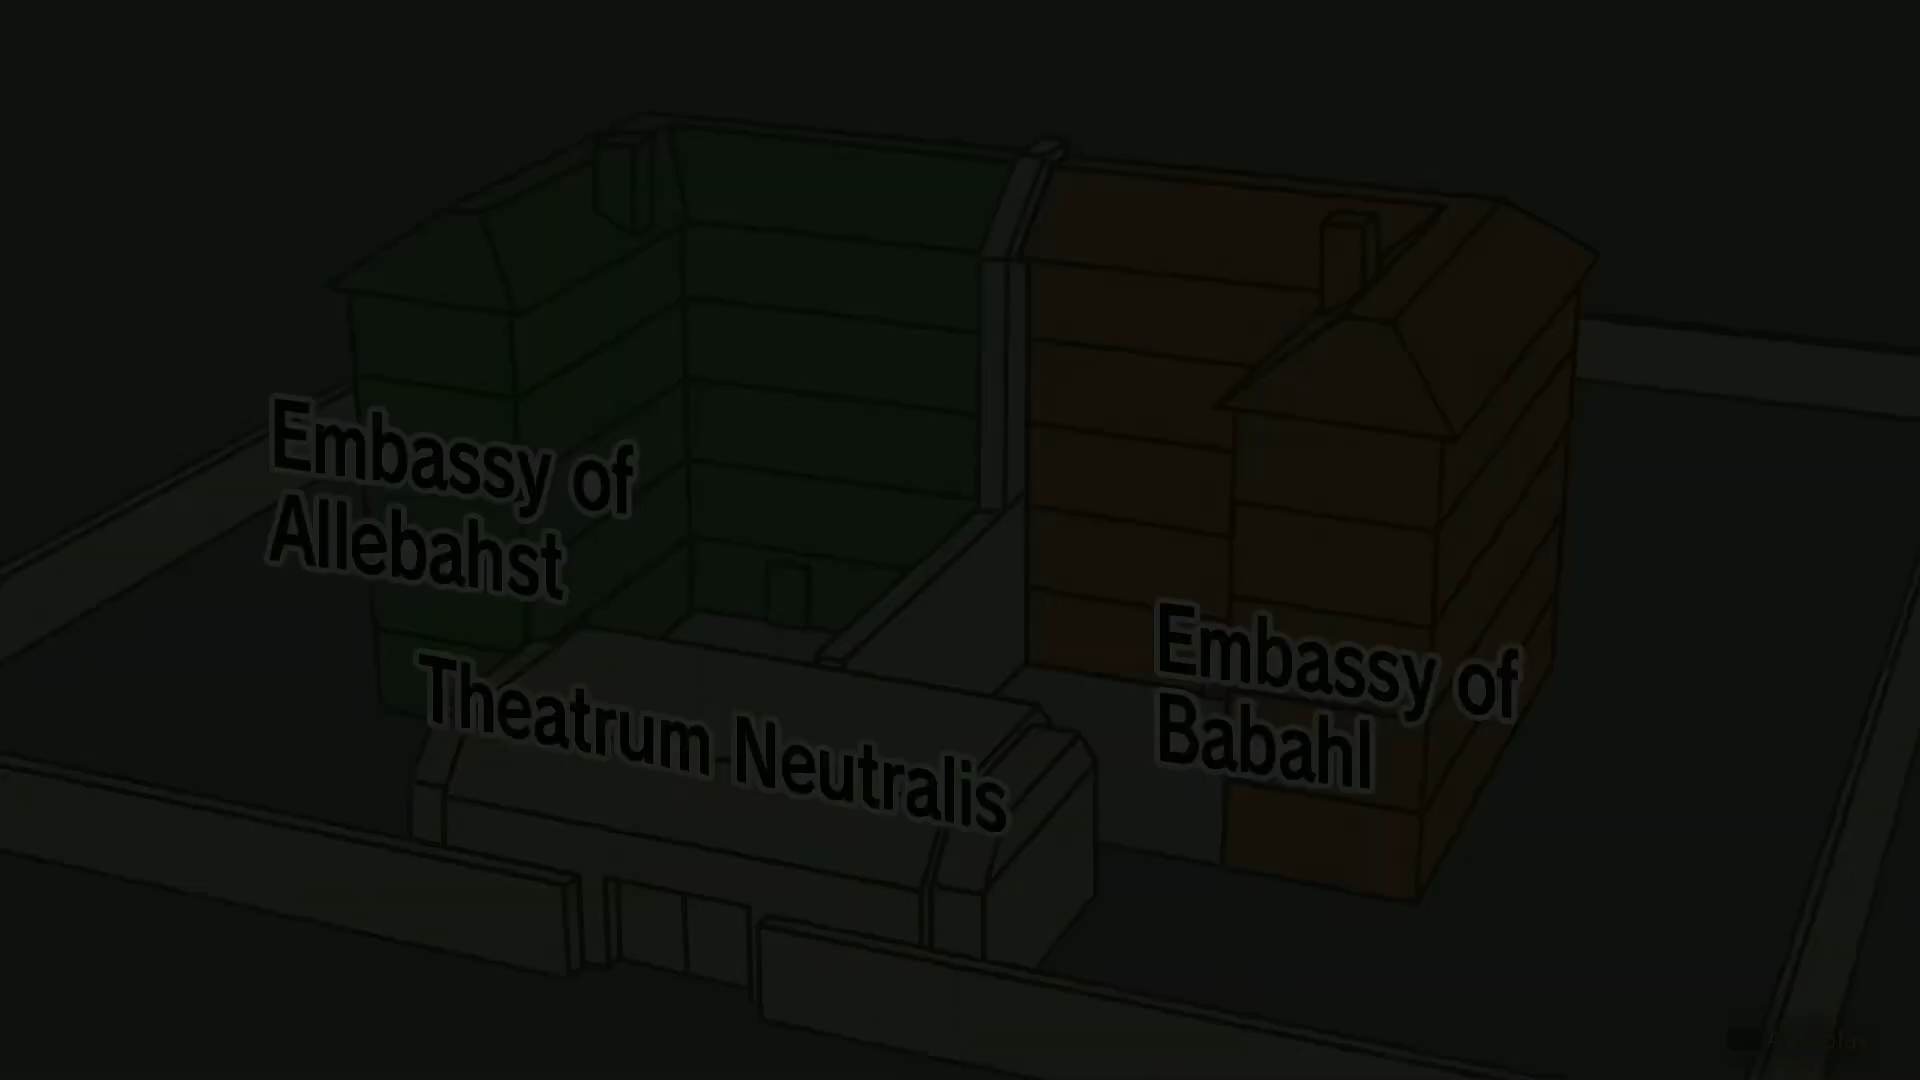 Embassy of
Allebahst
Theatrum Neutralis
Embassy of
Babahl